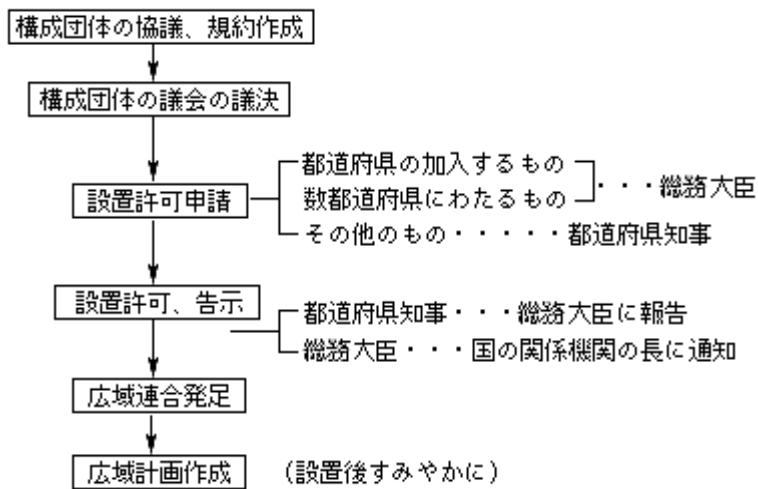 構成団体の協議、規約作成
構成団体の議会の議決
都道府県の加入するもの
数都道府県にわたるもの
・・・総務大臣
設置許可申請
その他のもの・・・・・都道府県知事
設置許可、告示
都道府県知事・・・総務大臣に報告
総務大臣・・・国の関係機関の長に通知
広域連合発足
広域計画作成 (設置後すみやかに)